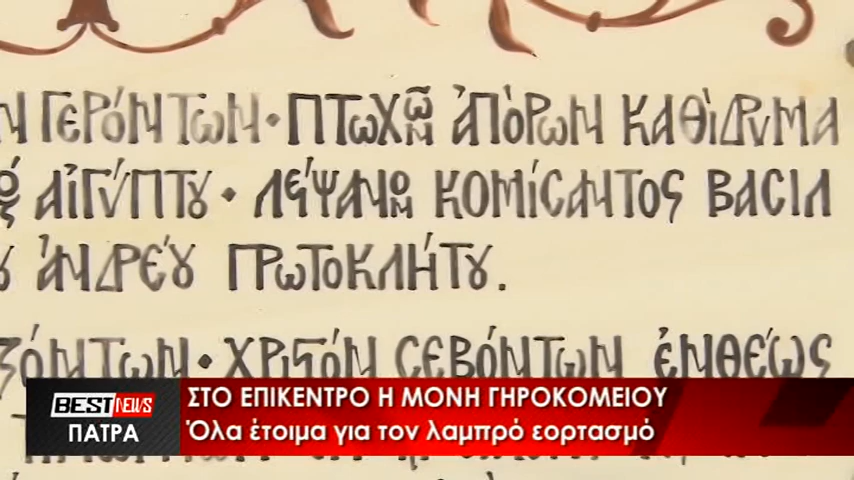 Ν ΓΕΡΌΝΤΩΝ · ΠΤΩΧῶΝ ἈΠΌΡΩΝ ΚΑΘΊΔΡΥΜΑ
ΑἸΓΎΠΤΟΥ · ΛΕΊΨΑΝΟΝ ΚΟΜΊΣΑΝΤΟΣ ΒΑΣΙΛ
ἈΝΔΡΈΟΥ ΠΡΩΤΟΚΛΉΤΟΥ.
ΖΌΝΤΩΝ · ΧΡΙΣΤΌΝ ΣΕΒΌΝΤΩΝ ἘΝΘΈΩΣ
BEST NEWS
ΠΑΤΡΑ
ΣΤΟ ΕΠΙΚΕΝΤΡΟ Η ΜΟΝΗ ΓΗΡΟΚΟΜΕΙΟΥ
Όλα έτοιμα για τον λαμπρό εορτασμό